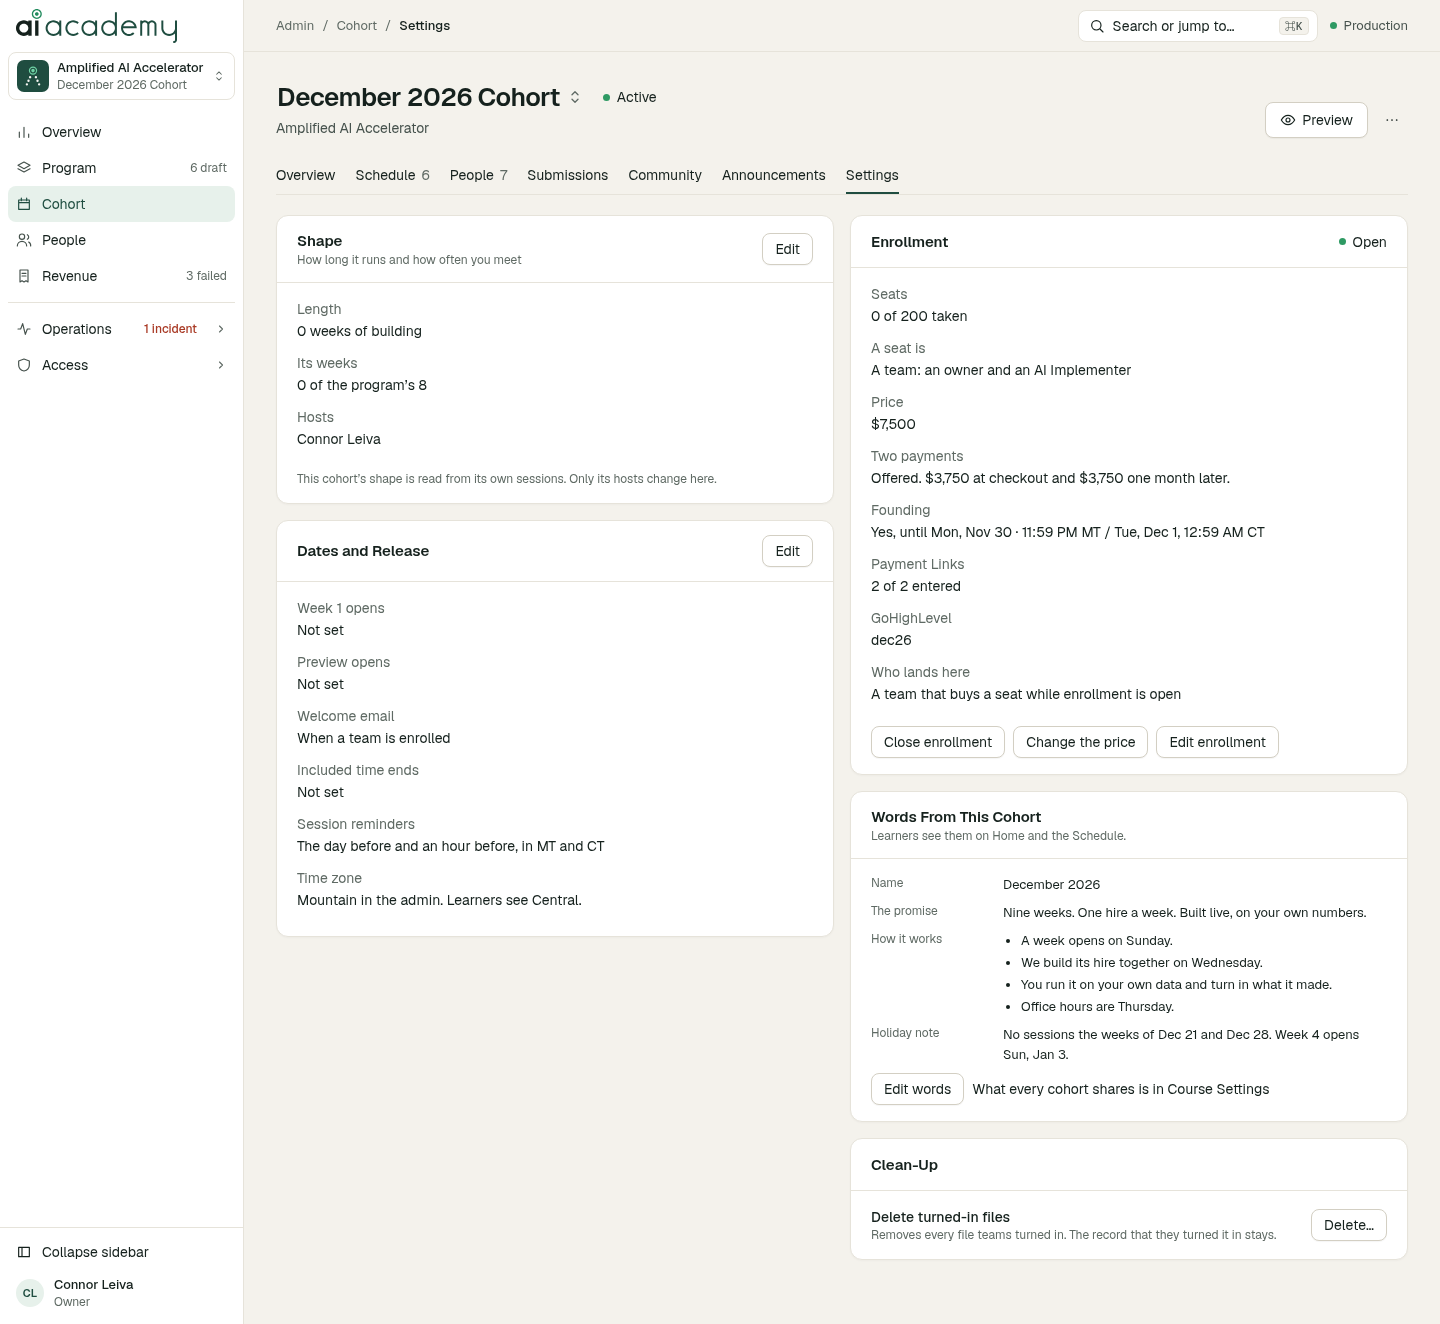 ai academy
Amplified AI Accelerator
December 2026 Cohort
Overview
Program 6 draft
Cohort
People
Revenue 3 failed
Operations 1 incident
Access
Collapse sidebar
CL
Connor Leiva
Owner
Admin / Cohort / Settings
Search or jump to... ⌘K
Production
December 2026 Cohort
Active
Amplified AI Accelerator
Preview
Overview Schedule 6 People 7 Submissions Community Announcements Settings
Shape
How long it runs and how often you meet
Edit
Length
0 weeks of building
Its weeks
0 of the program's 8
Hosts
Connor Leiva
This cohort's shape is read from its own sessions. Only its hosts change here.
Dates and Release
Edit
Week 1 opens
Not set
Preview opens
Not set
Welcome email
When a team is enrolled
Included time ends
Not set
Session reminders
The day before and an hour before, in MT and CT
Time zone
Mountain in the admin. Learners see Central.
Enrollment
Open
Seats
0 of 200 taken
A seat is
A team: an owner and an AI Implementer
Price
$7,500
Two payments
Offered. $3,750 at checkout and $3,750 one month later.
Founding
Yes, until Mon, Nov 30 · 11:59 PM MT / Tue, Dec 1, 12:59 AM CT
Payment Links
2 of 2 entered
GoHighLevel
dec26
Who lands here
A team that buys a seat while enrollment is open
Close enrollment Change the price Edit enrollment
Words From This Cohort
Learners see them on Home and the Schedule.
Name December 2026
The promise Nine weeks. One hire a week. Built live, on your own numbers.
How it works • A week opens on Sunday.
• We build its hire together on Wednesday.
• You run it on your own data and turn in what it made.
• Office hours are Thursday.
Holiday note No sessions the weeks of Dec 21 and Dec 28. Week 4 opens
Sun, Jan 3.
Edit words What every cohort shares is in Course Settings
Clean-Up
Delete turned-in files
Removes every file teams turned in. The record that they turned it in stays.
Delete...